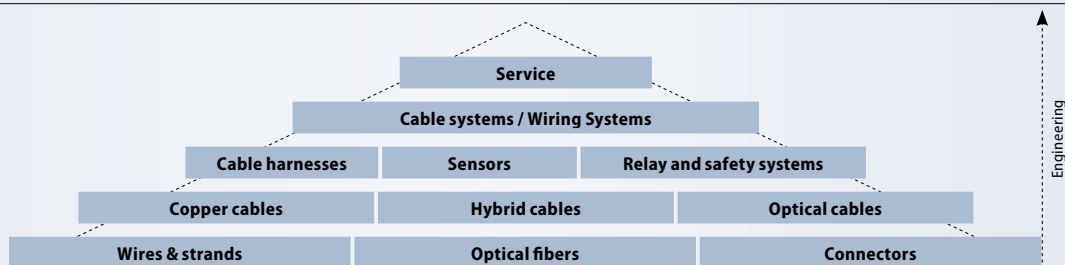 Service
Cable systems / Wiring Systems
Cable harnesses Sensors Relay and safety systems
Copper cables Hybrid cables Optical cables
Wires & strands Optical fibers Connectors
Engineering